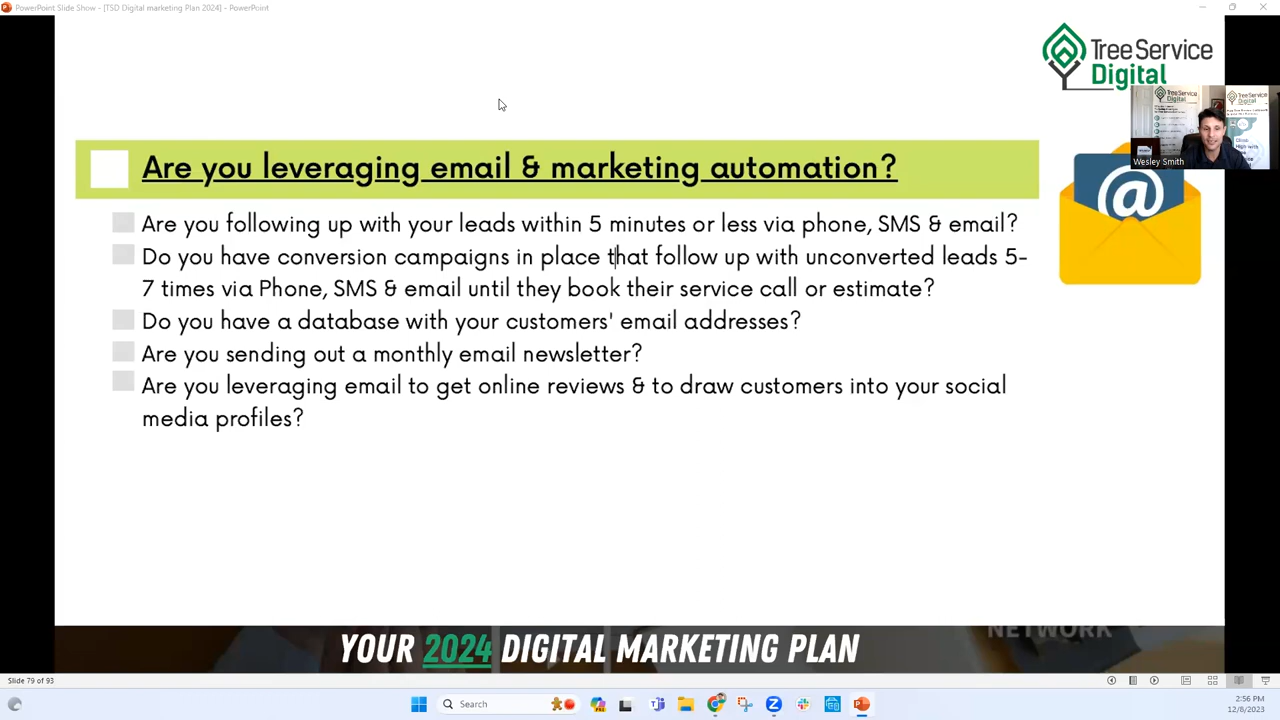 PowerPoint Slide Show - [TSD Digital marketing Plan 2024] - PowerPoint
Tree Service
Digital
Tree Service
Digital
Wesley Smith
Are you leveraging email & marketing automation?
Are you following up with your leads within 5 minutes or less via phone, SMS & email?
Do you have conversion campaigns in place that follow up with unconverted leads 5-
7 times via Phone, SMS & email until they book their service call or estimate?
Do you have a database with your customers' email addresses?
Are you sending out a monthly email newsletter?
Are you leveraging email to get online reviews & to draw customers into your social
media profiles?
@
NETWORK
YOUR 2024 DIGITAL MARKETING PLAN
Slide 79 of 93
Search
2:56 PM
12/8/2023